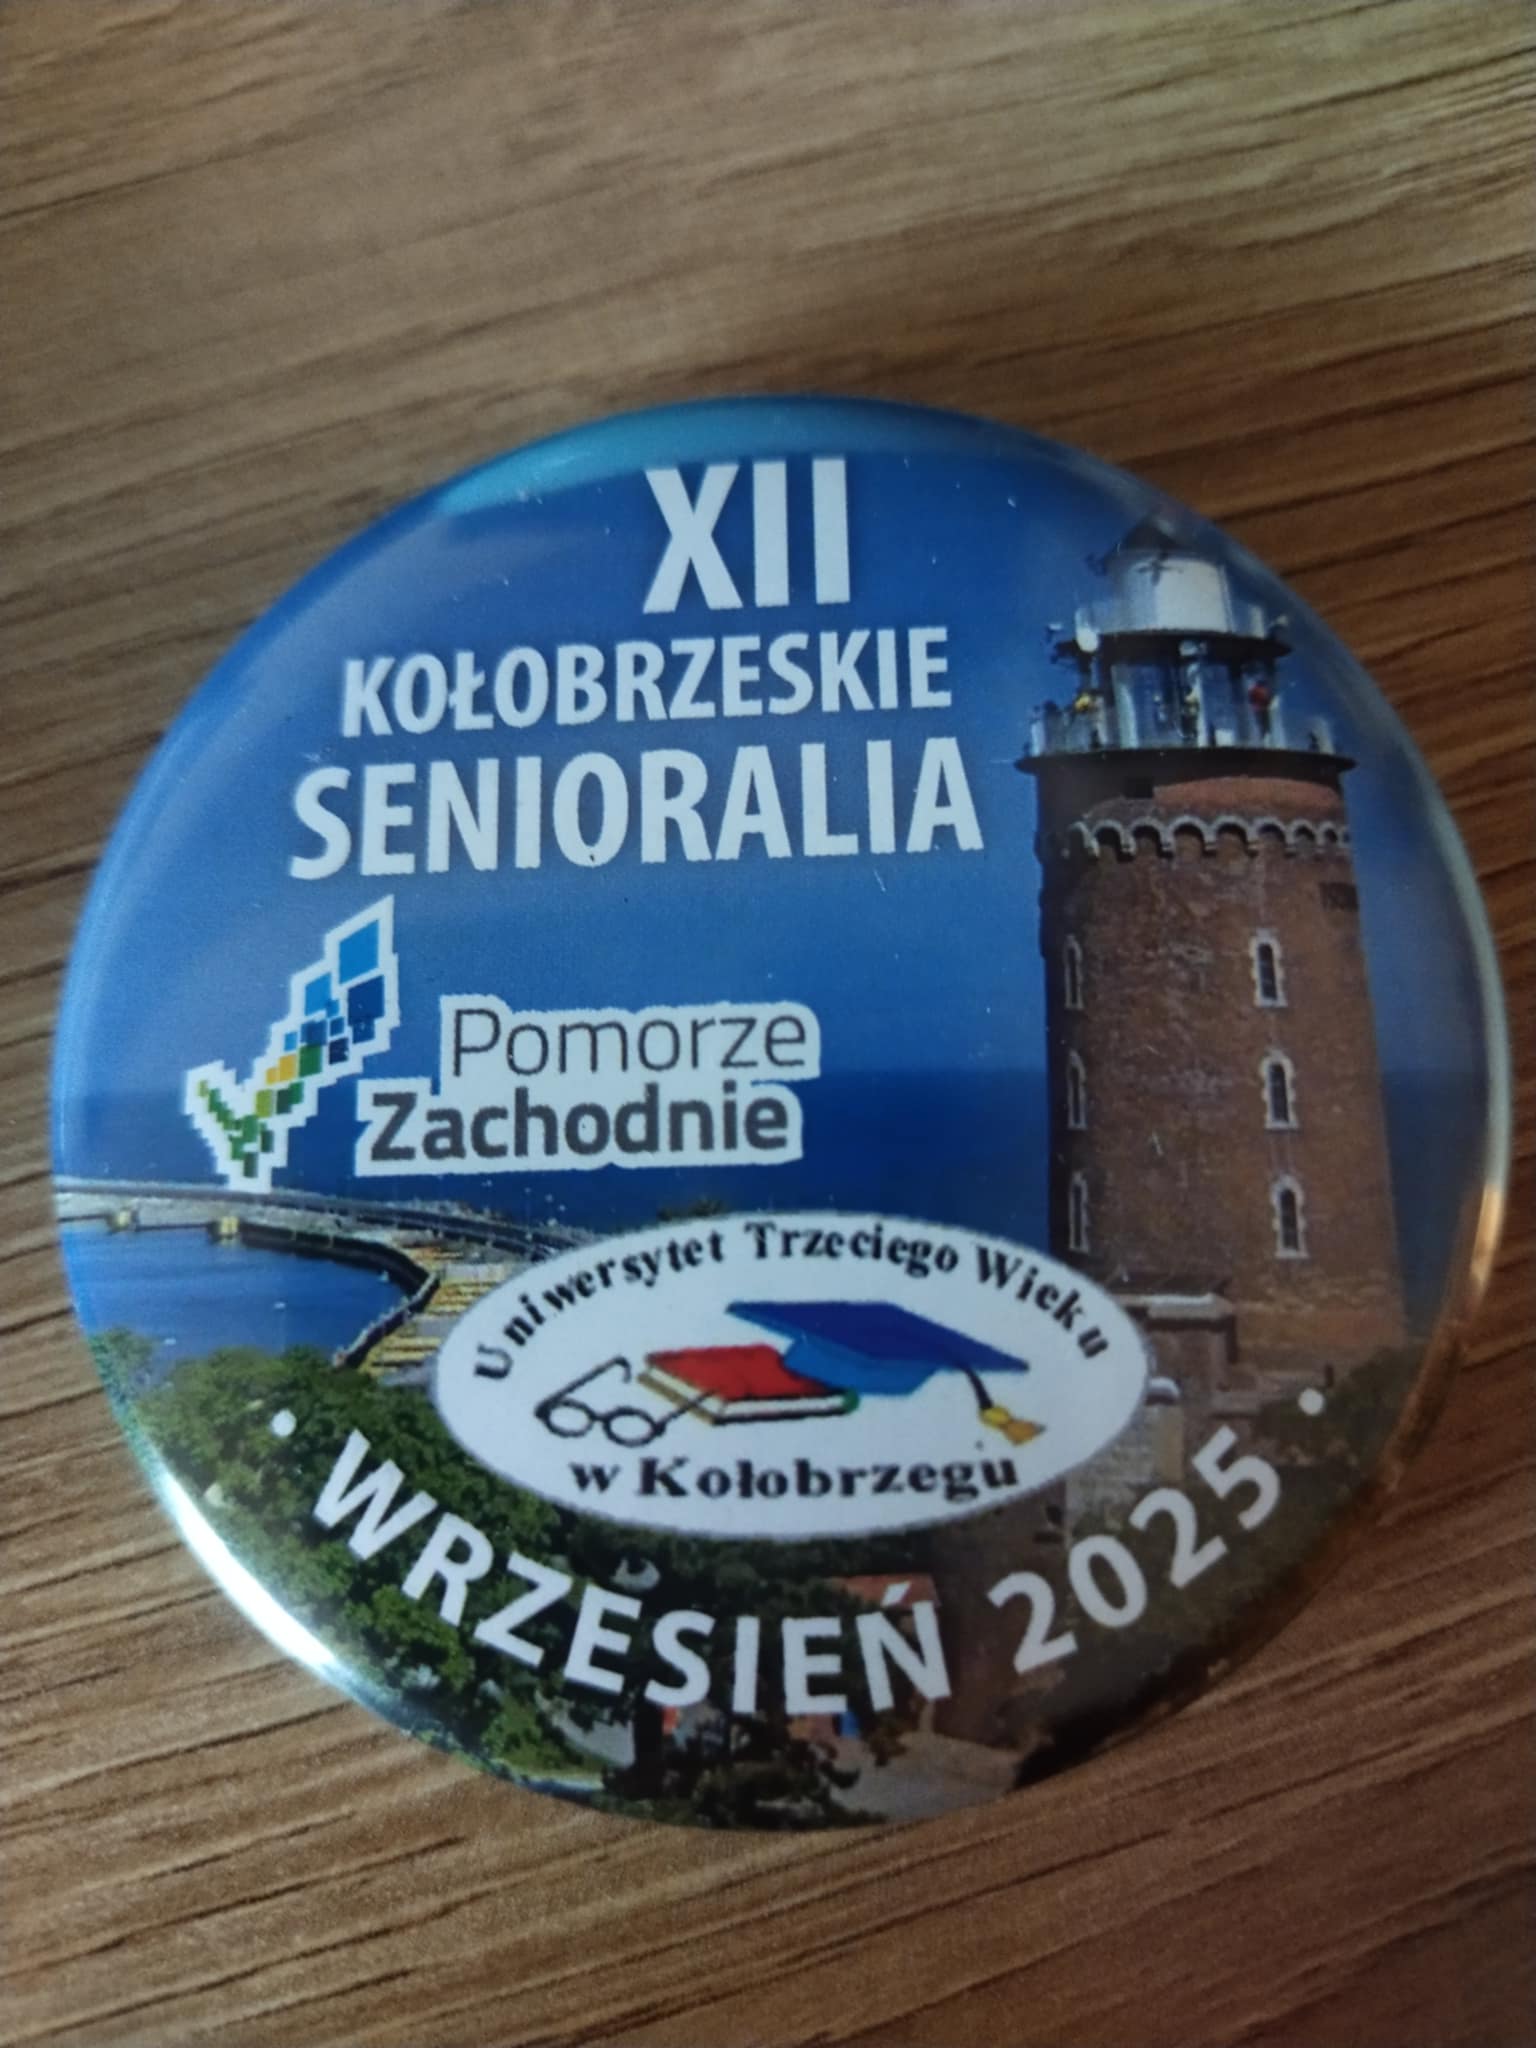 XII
KOŁOBRZESKIE
SENIORALIA
Pomorze
Zachodnie
Uniwersytet Trzeciego Wieku
w Kołobrzegu
• WRZESIEŃ 2025 •